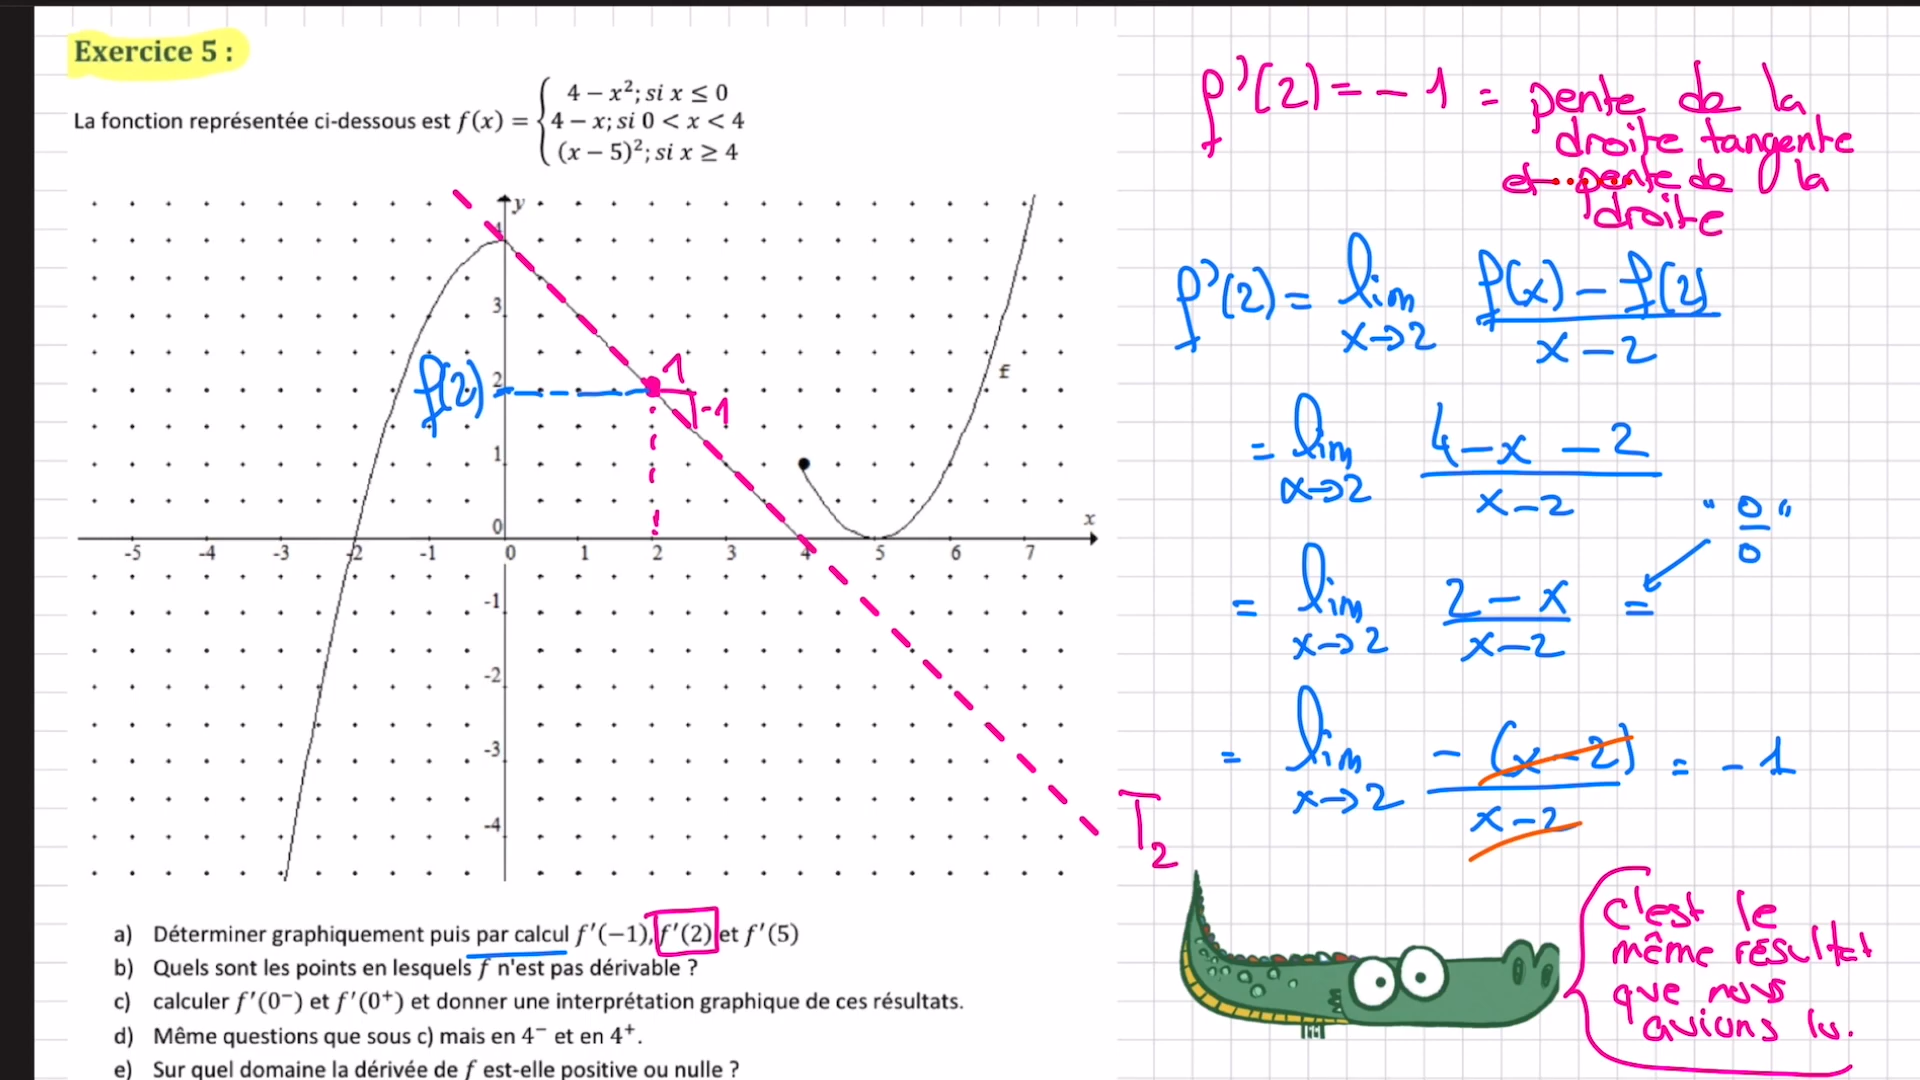 Exercice 5 :
La fonction représentée ci-dessous est f(x) = { 4 − x²; si x ≤ 0
4 − x; si 0 < x < 4
(x − 5)²; si x ≥ 4
y
4
3
2
1
0
-1
-2
-3
-4
-5 -4 -3 -2 -1 0 1 2 3 4 5 6 7
x
f
f(2)
1
-1
T₂
a) Déterminer graphiquement puis par calcul f'(−1), f'(2) et f'(5)
b) Quels sont les points en lesquels f n'est pas dérivable ?
c) calculer f'(0⁻) et f'(0⁺) et donner une interprétation graphique de ces résultats.
d) Même questions que sous c) mais en 4⁻ et en 4⁺.
e) Sur quel domaine la dérivée de f est-elle positive ou nulle ?
f'(2) = -1 = pente de la
droite tangente
et pente de la
droite
f'(2) = lim x→2 (f(x) − f(2)) / (x − 2)
= lim x→2 (4 − x − 2) / (x − 2)
"0/0"
= lim x→2 (2 − x) / (x − 2) =
= lim x→2 −(x − 2) / (x − 2) = −1
c'est le
même résultat
que nous
avions lu.